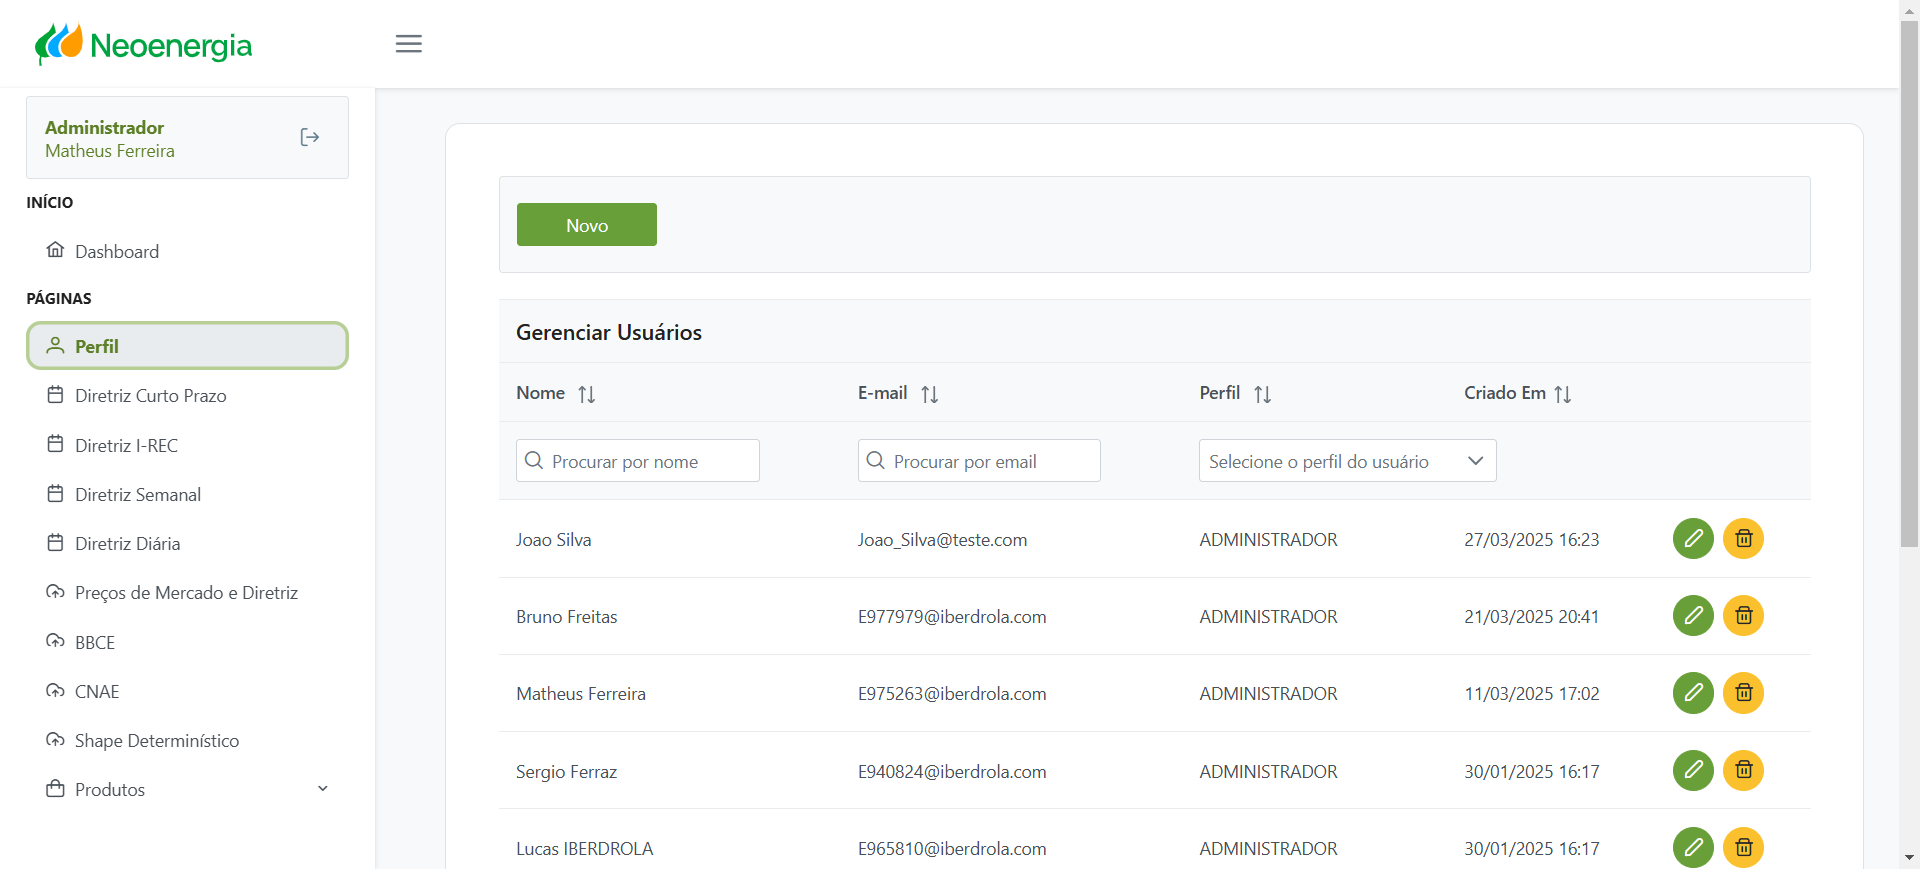 Neoenergia
Administrador
Matheus Ferreira
INÍCIO
Dashboard
PÁGINAS
Perfil
Diretriz Curto Prazo
Diretriz I-REC
Diretriz Semanal
Diretriz Diária
Preços de Mercado e Diretriz
BBCE
CNAE
Shape Determinístico
Produtos
Novo
Gerenciar Usuários
Nome E-mail Perfil Criado Em
Procurar por nome Procurar por email Selecione o perfil do usuário
Joao Silva Joao_Silva@teste.com ADMINISTRADOR 27/03/2025 16:23
Bruno Freitas E977979@iberdrola.com ADMINISTRADOR 21/03/2025 20:41
Matheus Ferreira E975263@iberdrola.com ADMINISTRADOR 11/03/2025 17:02
Sergio Ferraz E940824@iberdrola.com ADMINISTRADOR 30/01/2025 16:17
Lucas IBERDROLA E965810@iberdrola.com ADMINISTRADOR 30/01/2025 16:17